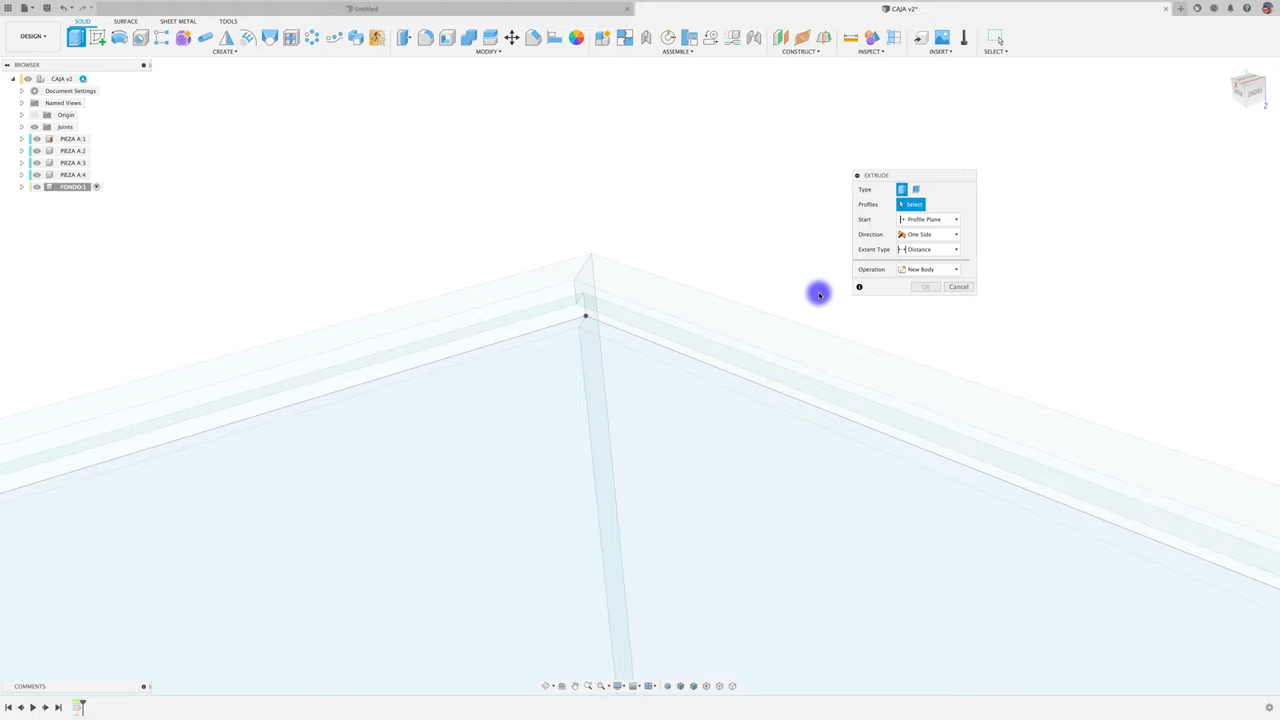 Untitled
CAJA v2*
SOLID SURFACE SHEET METAL TOOLS
DESIGN
CREATE MODIFY ASSEMBLE CONSTRUCT INSPECT INSERT SELECT
BROWSER
CAJA v2
Document Settings
Named Views
Origin
Joints
PIEZA A:1
PIEZA A:2
PIEZA A:3
PIEZA A:4
FONDO:1
FRONT
X
Z
EXTRUDE
Type
Profiles Select
Start Profile Plane
Direction One Side
Extent Type Distance
Operation New Body
OK Cancel
COMMENTS